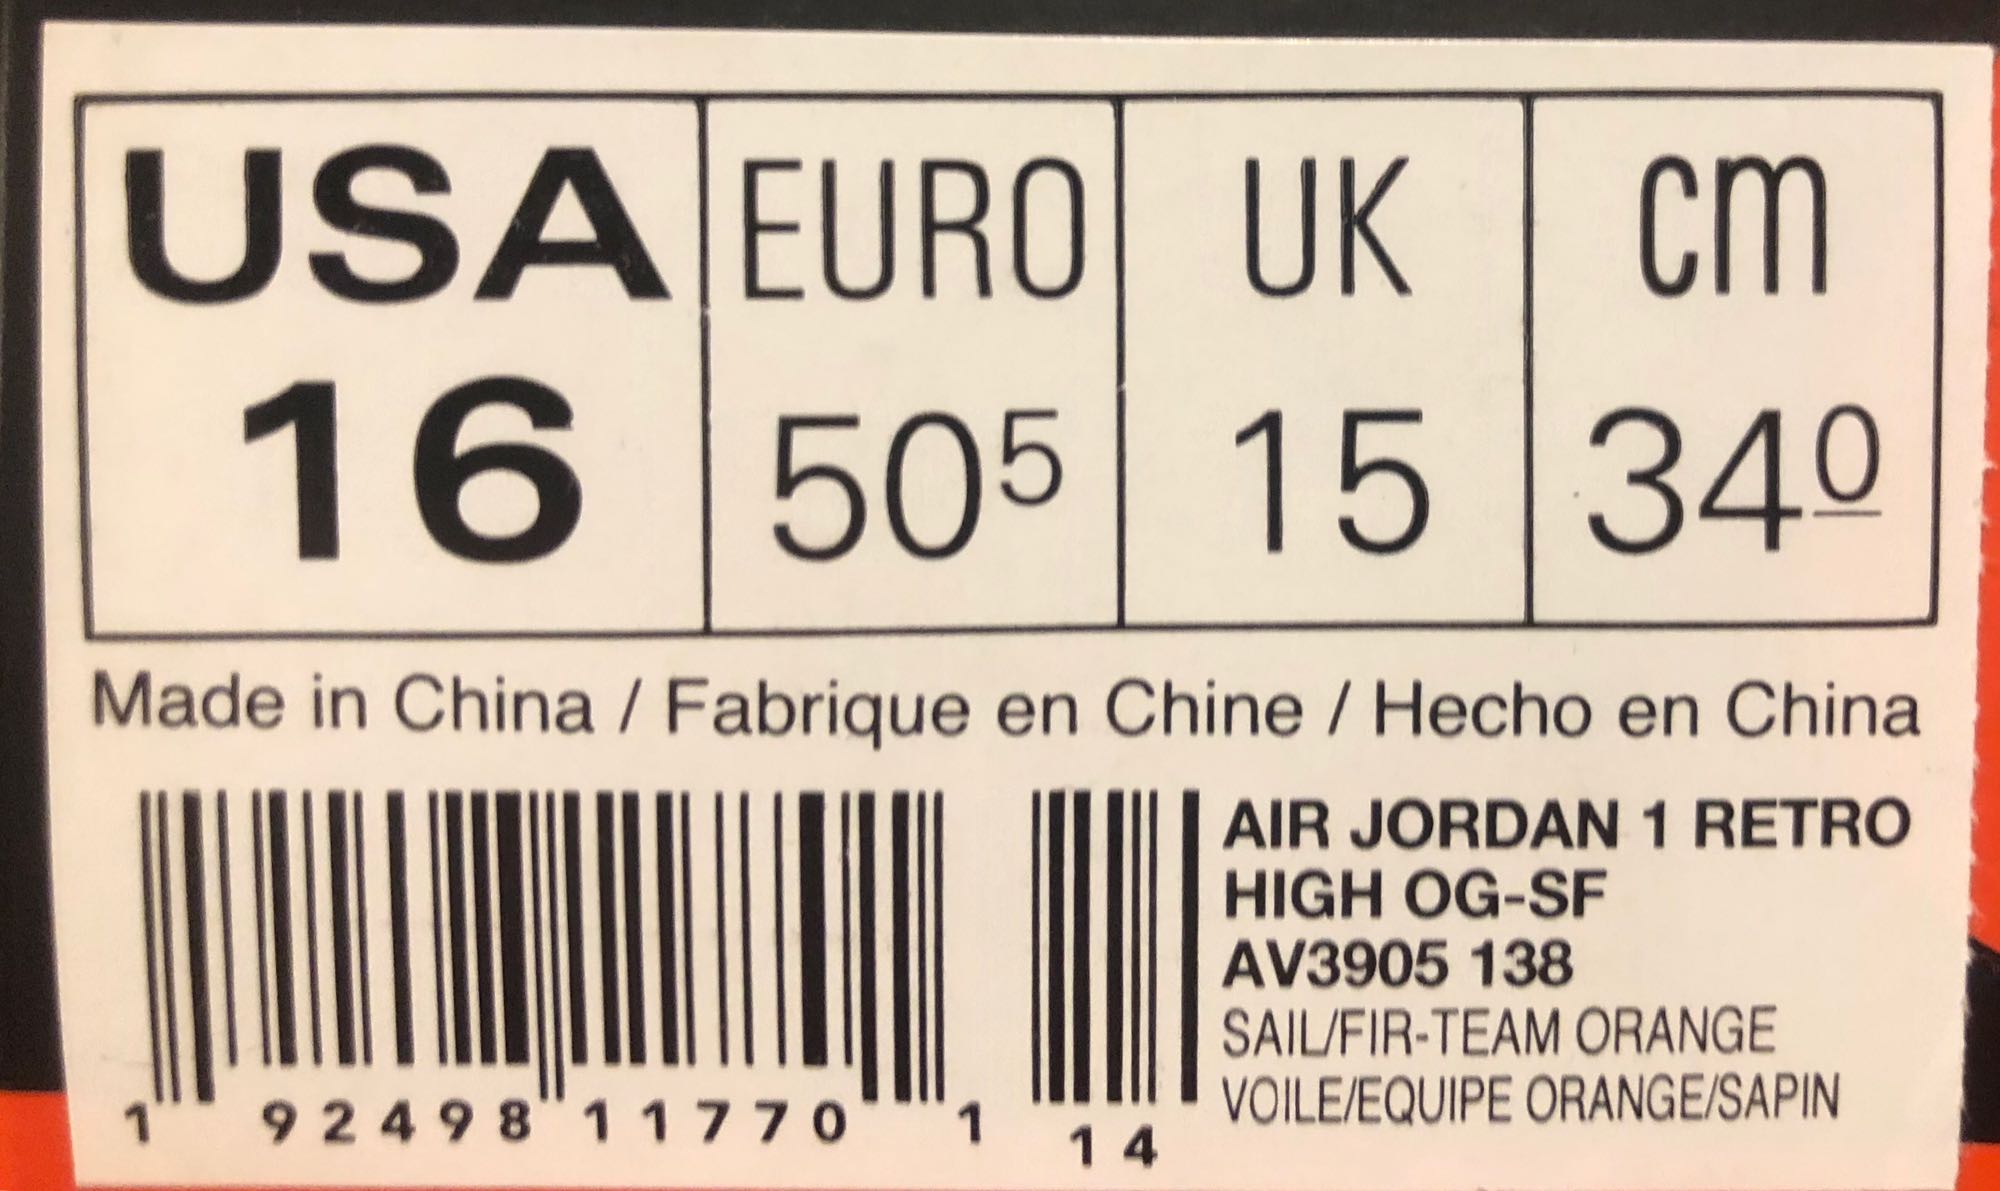 USA EURO UK cm
16 50⁵ 15 34⁰
Made in China / Fabrique en Chine / Hecho en China
AIR JORDAN 1 RETRO
HIGH OG-SF
AV3905 138
SAIL/FIR-TEAM ORANGE
VOILE/EQUIPE ORANGE/SAPIN
1 92498 11770 1 14